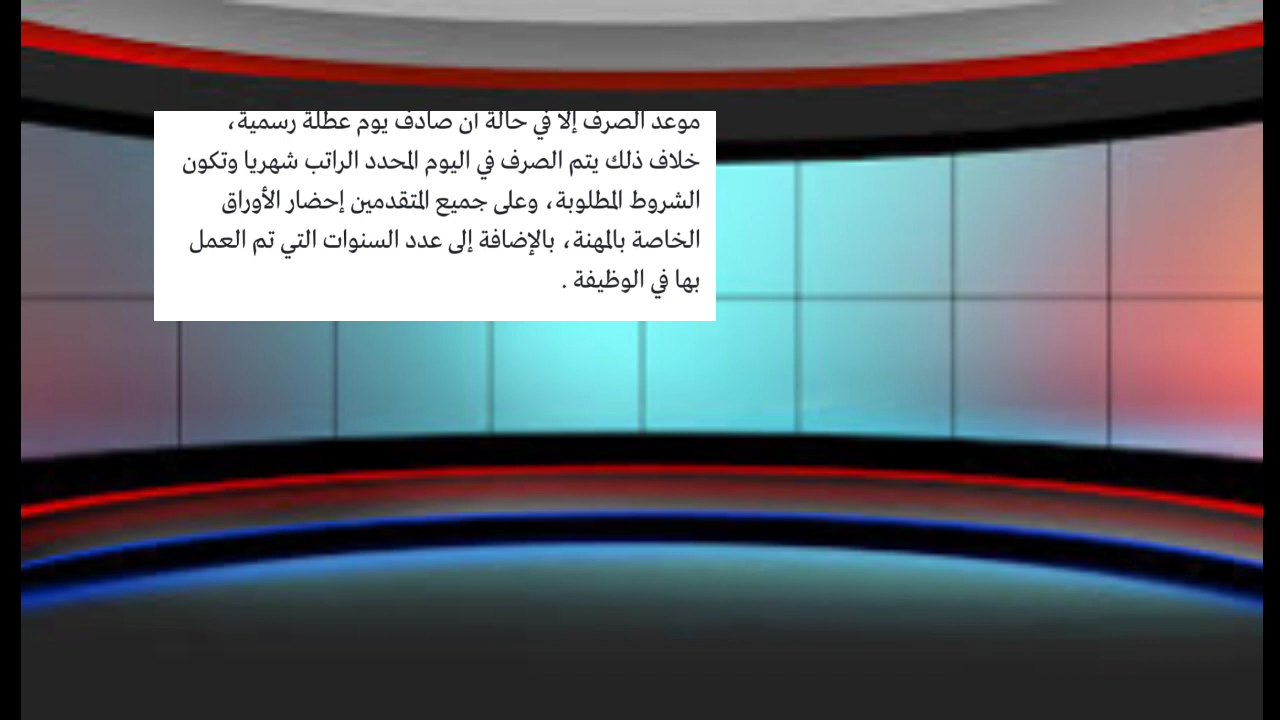 موعد الصرف إلا في حالة ان صادف يوم عطلة رسمية،
خلاف ذلك يتم الصرف في اليوم المحدد الراتب شهريا وتكون
الشروط المطلوبة، وعلى جميع المتقدمين إحضار الأوراق
الخاصة بالمهنة، بالإضافة إلى عدد السنوات التي تم العمل
بها في الوظيفة .